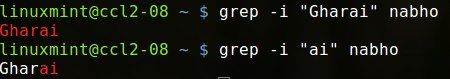 linuxmint@ccl2-08 ~ $ grep -i "Gharai" nabho
Gharai
linuxmint@ccl2-08 ~ $ grep -i "ai" nabho
Gharai